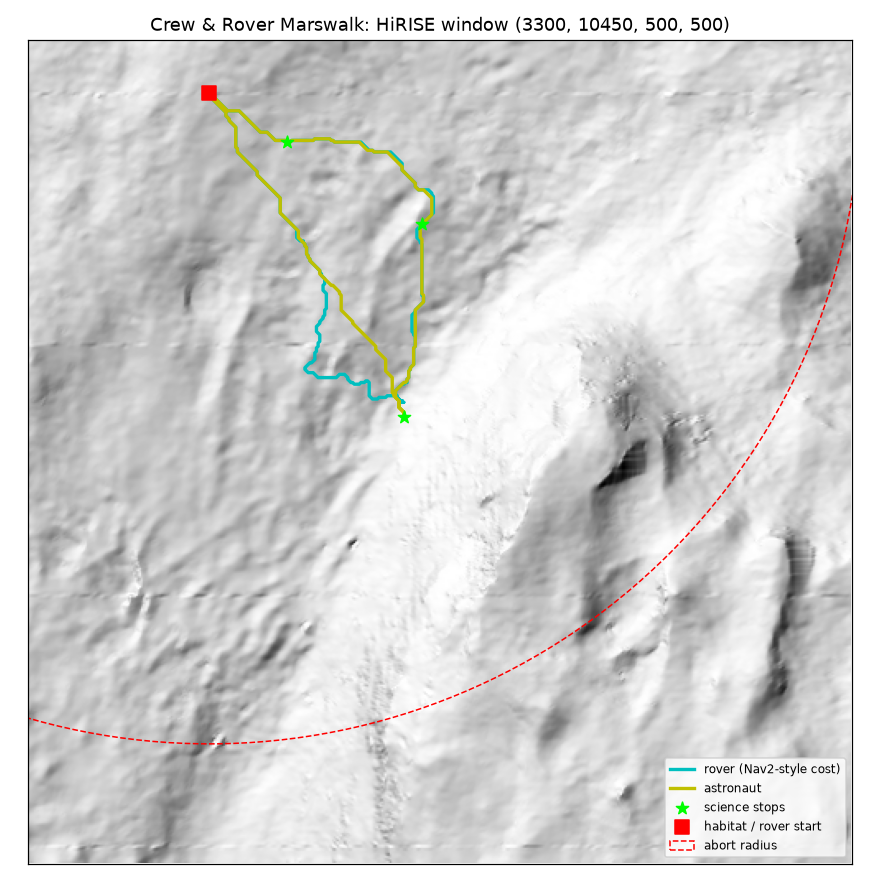 Crew & Rover Marswalk: HiRISE window (3300, 10450, 500, 500)
rover (Nav2-style cost)
astronaut
science stops
habitat / rover start
abort radius